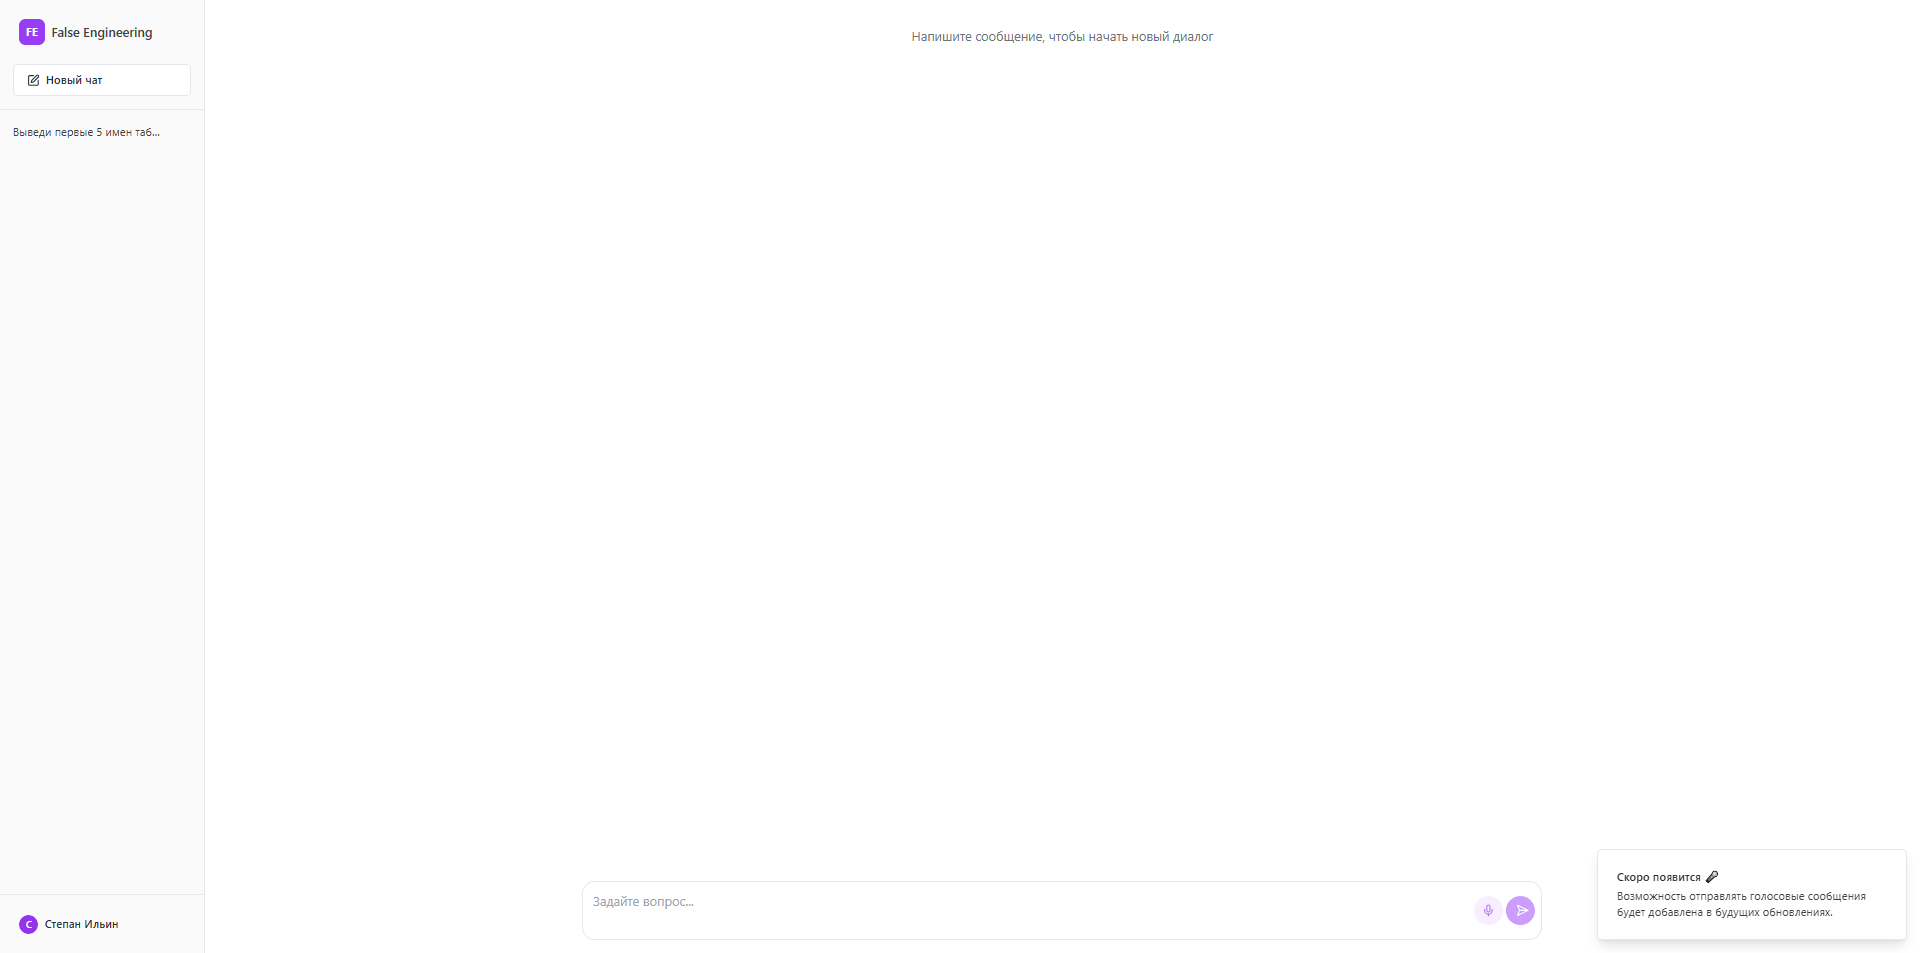 FE False Engineering
Новый чат
Выведи первые 5 имен таб...
Напишите сообщение, чтобы начать новый диалог
Задайте вопрос...
Скоро появится 🎤
Возможность отправлять голосовые сообщения
будет добавлена в будущих обновлениях.
С Степан Ильин